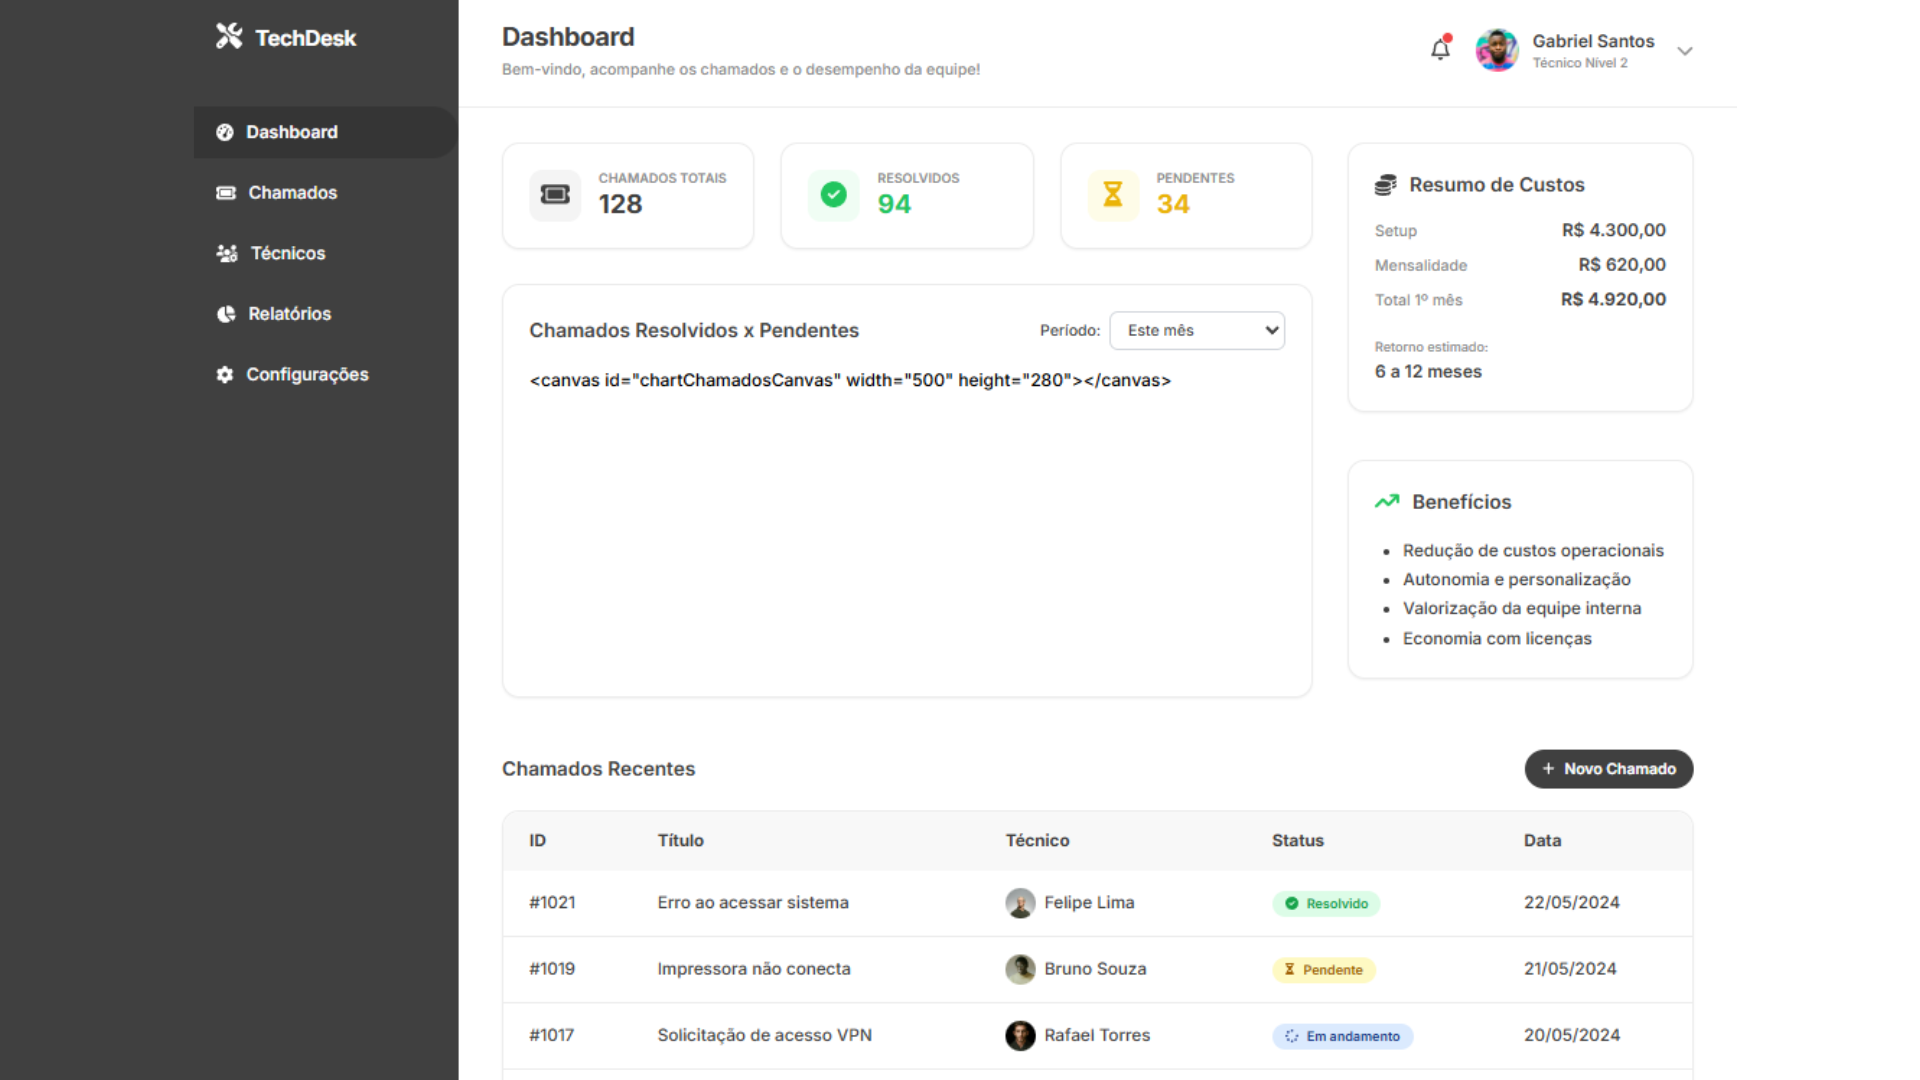 TechDesk
Dashboard
Chamados
Técnicos
Relatórios
Configurações
Dashboard
Bem-vindo, acompanhe os chamados e o desempenho da equipe!
Gabriel Santos
Técnico Nível 2
CHAMADOS TOTAIS
128
RESOLVIDOS
94
PENDENTES
34
Chamados Resolvidos x Pendentes
Período: Este mês
<canvas id="chartChamadosCanvas" width="500" height="280"></canvas>
Resumo de Custos
Setup R$ 4.300,00
Mensalidade R$ 620,00
Total 1º mês R$ 4.920,00
Retorno estimado:
6 a 12 meses
Benefícios
• Redução de custos operacionais
• Autonomia e personalização
• Valorização da equipe interna
• Economia com licenças
Chamados Recentes
+ Novo Chamado
ID Título Técnico Status Data
#1021 Erro ao acessar sistema Felipe Lima Resolvido 22/05/2024
#1019 Impressora não conecta Bruno Souza Pendente 21/05/2024
#1017 Solicitação de acesso VPN Rafael Torres Em andamento 20/05/2024